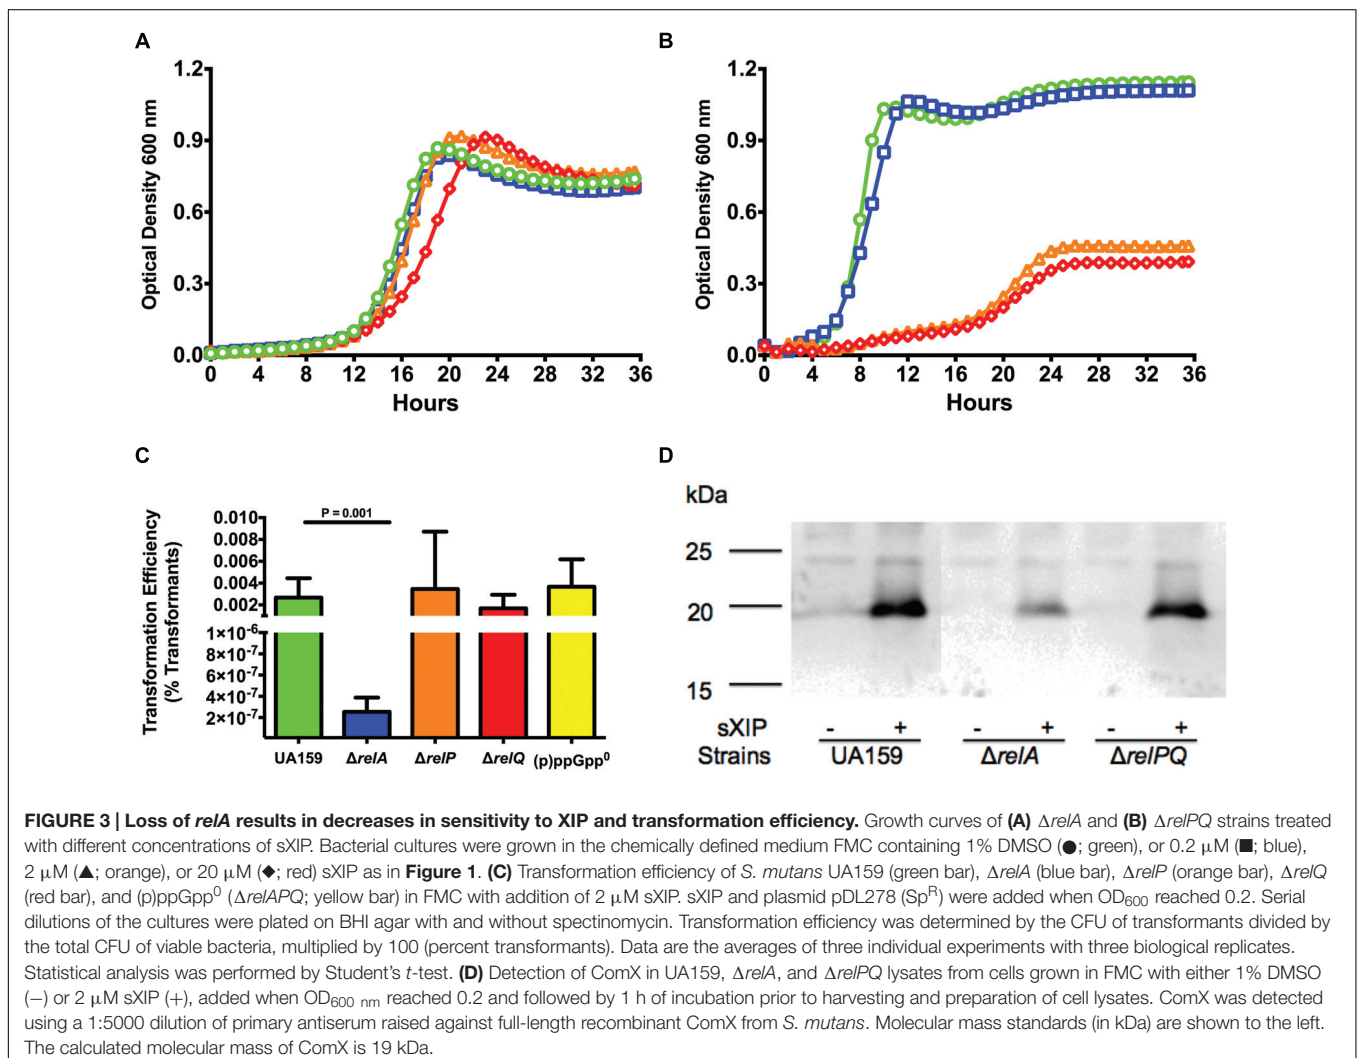 A
B
1.2
0.9
0.6
0.3
0.0
Optical Density 600 nm
0 4 8 12 16 20 24 28 32 36
Hours
1.2
0.9
0.6
0.3
0.0
Optical Density 600 nm
0 4 8 12 16 20 24 28 32 36
Hours
C
D
Transformation Efficiency
(% Transformants)
0.010
0.008
0.006
0.004
0.002
1×10⁻⁶
8×10⁻⁷
6×10⁻⁷
4×10⁻⁷
2×10⁻⁷
P = 0.001
UA159 ΔrelA ΔrelP ΔrelQ (p)ppGpp⁰
kDa
25
20
15
sXIP - + - + - +
Strains UA159 ΔrelA ΔrelPQ
FIGURE 3 | Loss of relA results in decreases in sensitivity to XIP and transformation efficiency. Growth curves of (A) ΔrelA and (B) ΔrelPQ strains treated
with different concentrations of sXIP. Bacterial cultures were grown in the chemically defined medium FMC containing 1% DMSO (●; green), or 0.2 μM (■; blue),
2 μM (▲; orange), or 20 μM (◆; red) sXIP as in Figure 1. (C) Transformation efficiency of S. mutans UA159 (green bar), ΔrelA (blue bar), ΔrelP (orange bar), ΔrelQ
(red bar), and (p)ppGpp⁰ (ΔrelAPQ; yellow bar) in FMC with addition of 2 μM sXIP. sXIP and plasmid pDL278 (Spᴿ) were added when OD₆₀₀ reached 0.2. Serial
dilutions of the cultures were plated on BHI agar with and without spectinomycin. Transformation efficiency was determined by the CFU of transformants divided by
the total CFU of viable bacteria, multiplied by 100 (percent transformants). Data are the averages of three individual experiments with three biological replicates.
Statistical analysis was performed by Student's t-test. (D) Detection of ComX in UA159, ΔrelA, and ΔrelPQ lysates from cells grown in FMC with either 1% DMSO
(−) or 2 μM sXIP (+), added when OD₆₀₀ ₙₘ reached 0.2 and followed by 1 h of incubation prior to harvesting and preparation of cell lysates. ComX was detected
using a 1:5000 dilution of primary antiserum raised against full-length recombinant ComX from S. mutans. Molecular mass standards (in kDa) are shown to the left.
The calculated molecular mass of ComX is 19 kDa.